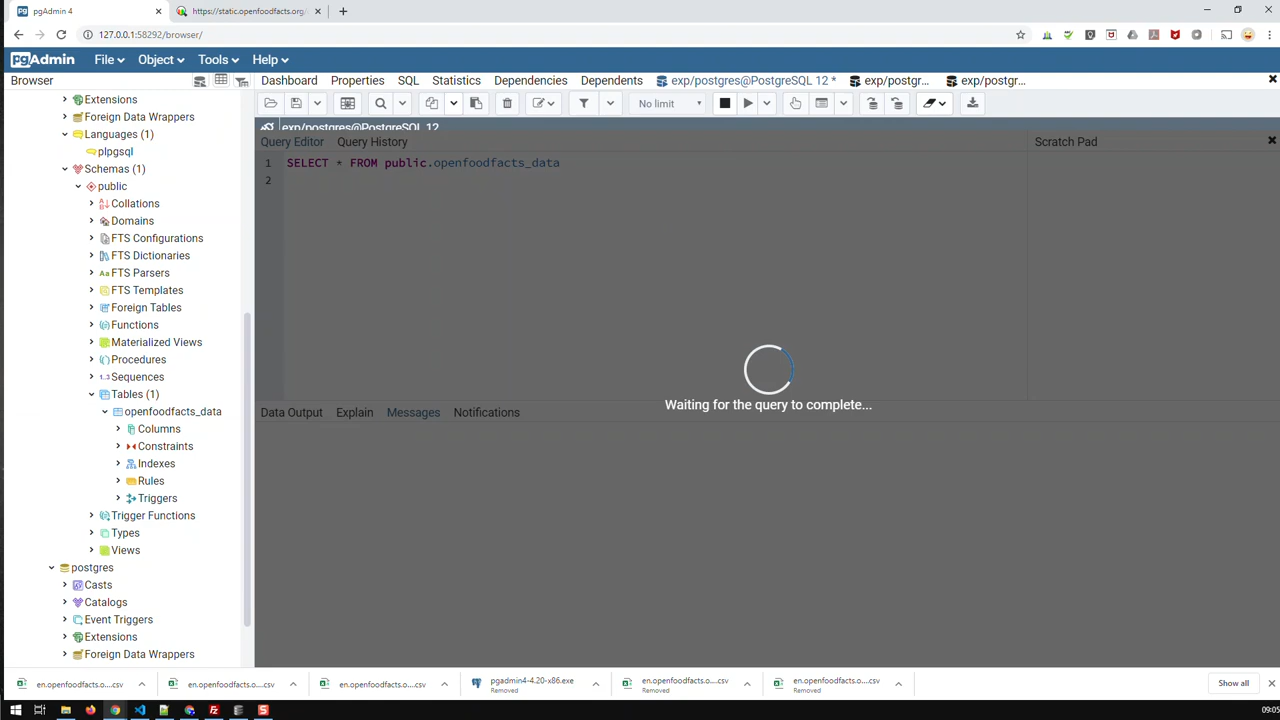 pgAdmin 4
https://static.openfoodfacts.org/
127.0.0.1:58292/browser/
pgAdmin
File
Object
Tools
Help
Browser
Dashboard
Properties
SQL
Statistics
Dependencies
Dependents
exp/postgres@PostgreSQL 12 *
exp/postgr...
exp/postgr...
No limit
exp/postgres@PostgreSQL 12
Query Editor
Query History
Scratch Pad
1 SELECT * FROM public.openfoodfacts_data
2
Extensions
Foreign Data Wrappers
Languages (1)
plpgsql
Schemas (1)
public
Collations
Domains
FTS Configurations
FTS Dictionaries
FTS Parsers
FTS Templates
Foreign Tables
Functions
Materialized Views
Procedures
Sequences
Tables (1)
openfoodfacts_data
Columns
Constraints
Indexes
Rules
Triggers
Trigger Functions
Types
Views
postgres
Casts
Catalogs
Event Triggers
Extensions
Foreign Data Wrappers
Waiting for the query to complete...
Data Output
Explain
Messages
Notifications
en.openfoodfacts.o....csv
en.openfoodfacts.o....csv
en.openfoodfacts.o....csv
pgadmin4-4.20-x86.exe
Removed
en.openfoodfacts.o....csv
Removed
en.openfoodfacts.o....csv
Removed
Show all
09:05